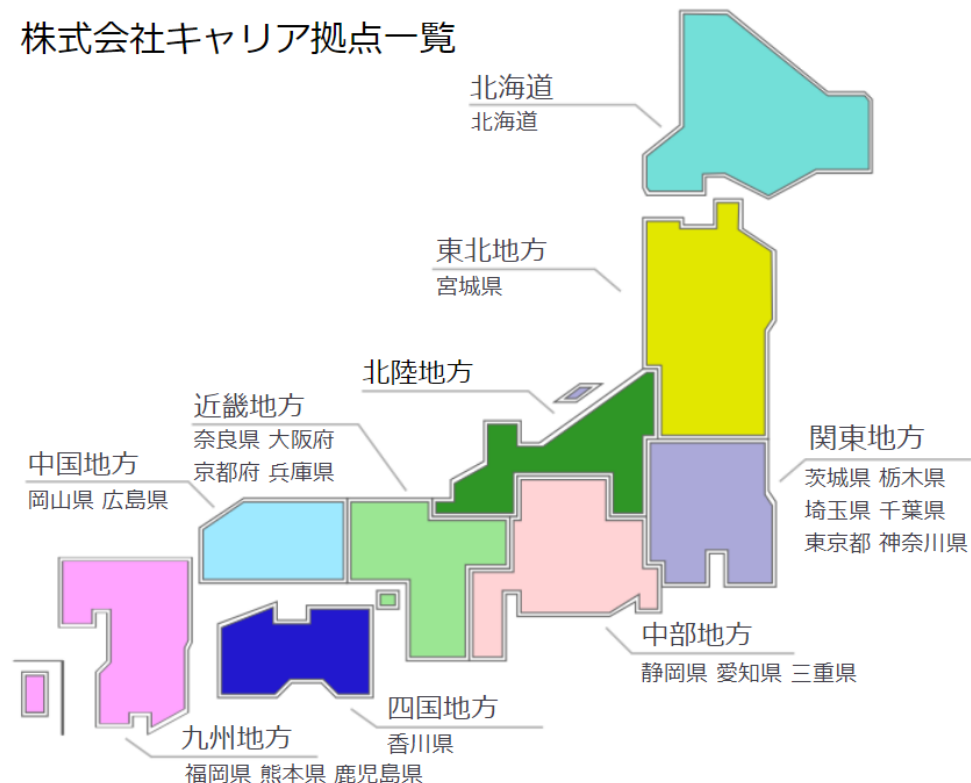 株式会社キャリア拠点一覧
北海道
北海道
東北地方
宮城県
北陸地方
近畿地方
奈良県 大阪府
京都府 兵庫県
中国地方
岡山県 広島県
関東地方
茨城県 栃木県
埼玉県 千葉県
東京都 神奈川県
中部地方
静岡県 愛知県 三重県
四国地方
香川県
九州地方
福岡県 熊本県 鹿児島県